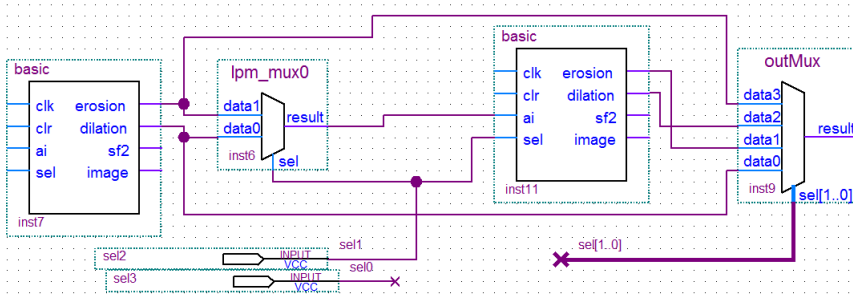 basic
clk erosion
clr dilation
ai sf2
sel image
inst7
lpm_mux0
data1
data0
result
sel
inst6
basic
clk erosion
clr dilation
ai sf2
sel image
inst11
outMux
data3
data2
data1
data0
result
sel[1..0]
inst9
sel2 INPUT VCC sel1
sel3 INPUT VCC sel0
sel[1..0]